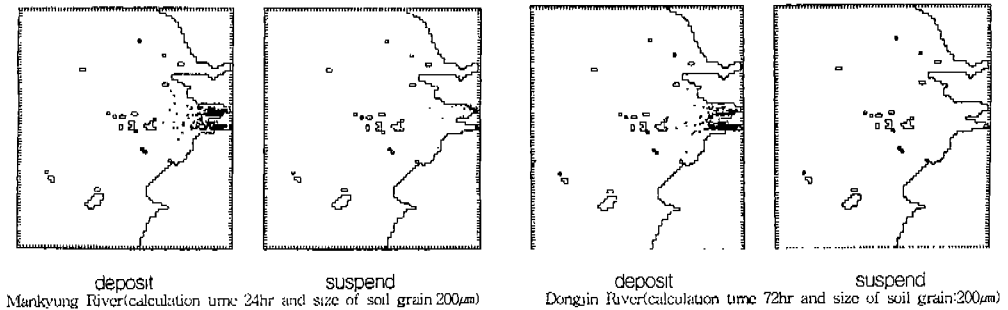 deposit suspend deposit suspend
Mankyung River(calculation time 24hr and size of soil grain 200μm) Dongjin River(calculation time 72hr and size of soil grain:200μm)